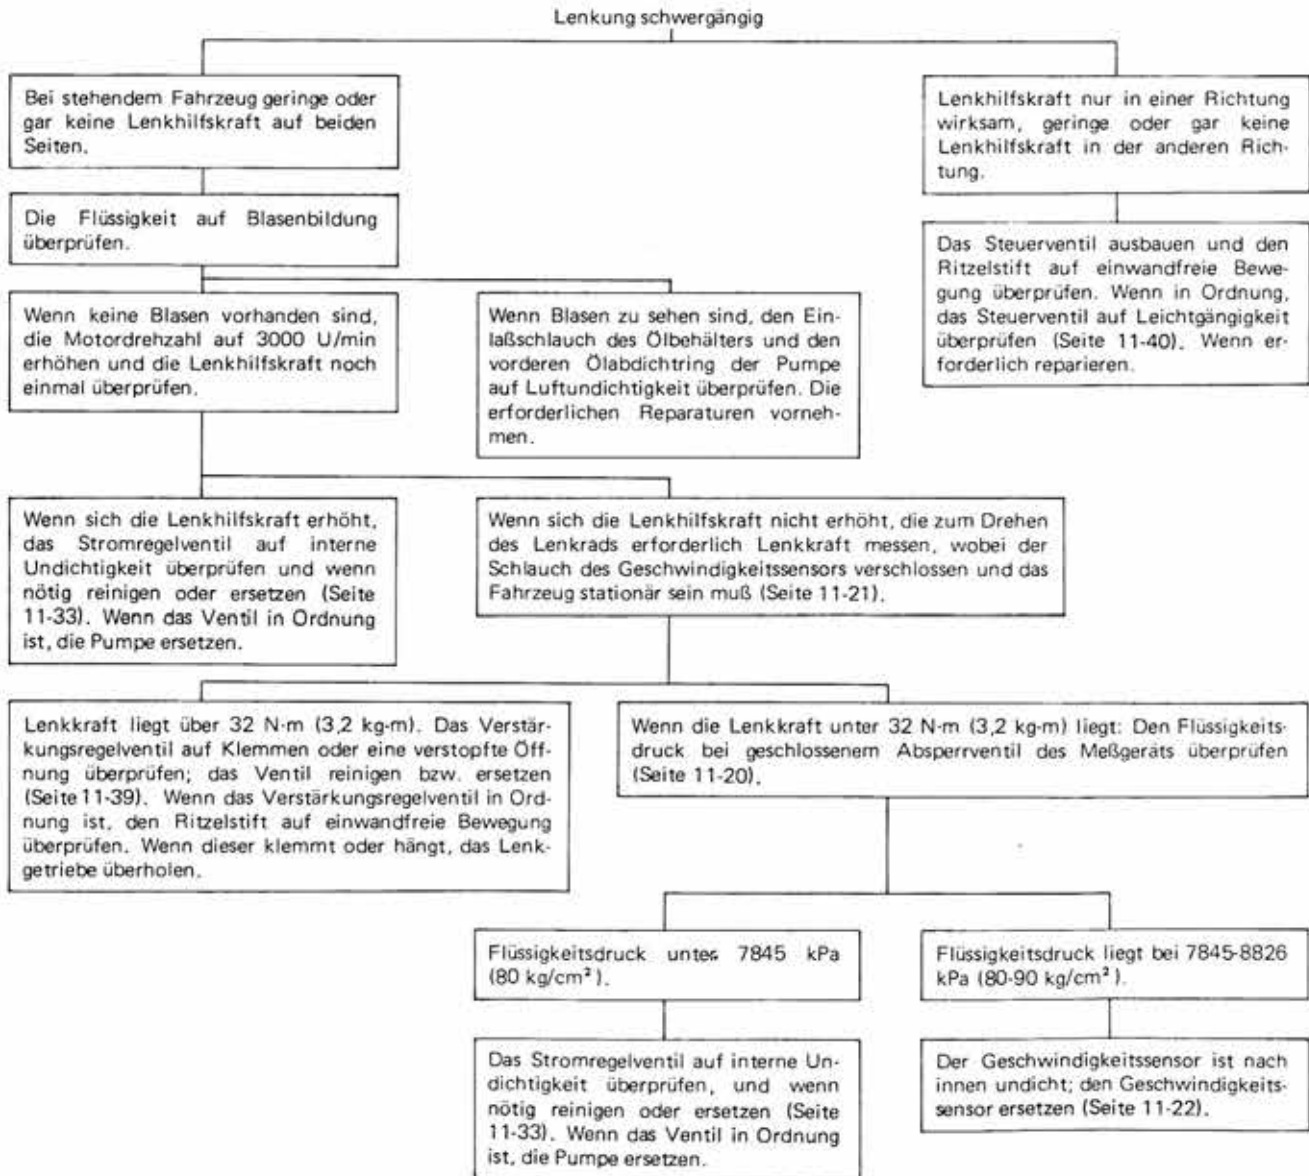 Lenkung schwergängig
Bei stehendem Fahrzeug geringe oder
gar keine Lenkhilfskraft auf beiden
Seiten.
Die Flüssigkeit auf Blasenbildung
überprüfen.
Wenn keine Blasen vorhanden sind,
die Motordrehzahl auf 3000 U/min
erhöhen und die Lenkhilfskraft noch
einmal überprüfen.
Wenn Blasen zu sehen sind, den Ein-
laßschlauch des Ölbehälters und den
vorderen Ölabdichtring der Pumpe
auf Luftundichtigkeit überprüfen. Die
erforderlichen Reparaturen vorneh-
men.
Wenn sich die Lenkhilfskraft erhöht,
das Stromregelventil auf interne
Undichtigkeit überprüfen und wenn
nötig reinigen oder ersetzen (Seite
11-33). Wenn das Ventil in Ordnung
ist, die Pumpe ersetzen.
Wenn sich die Lenkhilfskraft nicht erhöht, die zum Drehen
des Lenkrads erforderlich Lenkkraft messen, wobei der
Schlauch des Geschwindigkeitssensors verschlossen und das
Fahrzeug stationär sein muß (Seite 11-21).
Lenkkraft liegt über 32 N·m (3,2 kg-m). Das Verstär-
kungsregelventil auf Klemmen oder eine verstopfte Öff-
nung überprüfen; das Ventil reinigen bzw. ersetzen
(Seite 11-39). Wenn das Verstärkungsregelventil in Ord-
nung ist, den Ritzelstift auf einwandfreie Bewegung
überprüfen. Wenn dieser klemmt oder hängt, das Lenk-
getriebe überholen.
Wenn die Lenkkraft unter 32 N·m (3,2 kg-m) liegt: Den Flüssigkeits-
druck bei geschlossenem Absperrventil des Meßgeräts überprüfen
(Seite 11-20).
Flüssigkeitsdruck unter 7845 kPa
(80 kg/cm²).
Das Stromregelventil auf interne Un-
dichtigkeit überprüfen, und wenn
nötig reinigen oder ersetzen (Seite
11-33). Wenn das Ventil in Ordnung
ist, die Pumpe ersetzen.
Flüssigkeitsdruck liegt bei 7845-8826
kPa (80-90 kg/cm²).
Der Geschwindigkeitssensor ist nach
innen undicht; den Geschwindigkeits-
sensor ersetzen (Seite 11-22).
Lenkhilfskraft nur in einer Richtung
wirksam, geringe oder gar keine
Lenkhilfskraft in der anderen Rich-
tung.
Das Steuerventil ausbauen und den
Ritzelstift auf einwandfreie Bewe-
gung überprüfen. Wenn in Ordnung,
das Steuerventil auf Leichtgängigkeit
überprüfen (Seite 11-40). Wenn er-
forderlich reparieren.